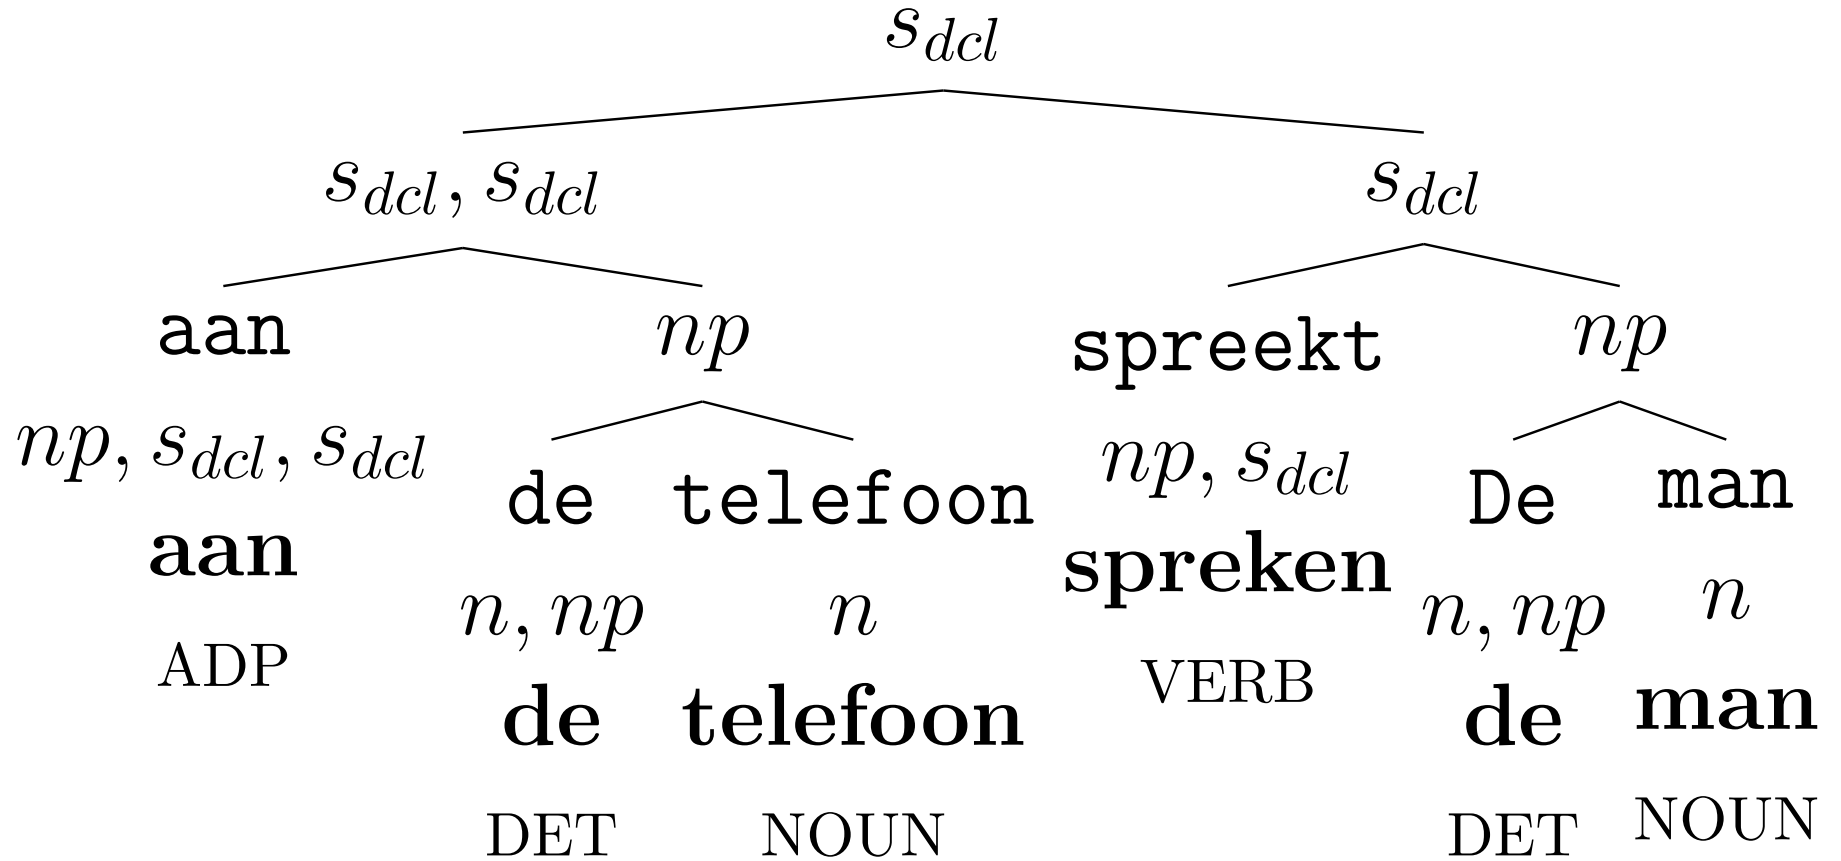 s_dcl
s_dcl, s_dcl s_dcl
aan np spreekt np
np, s_dcl, s_dcl de telefoon np, s_dcl De man
aan n, np n spreken n, np n
ADP de telefoon VERB de man
DET NOUN DET NOUN